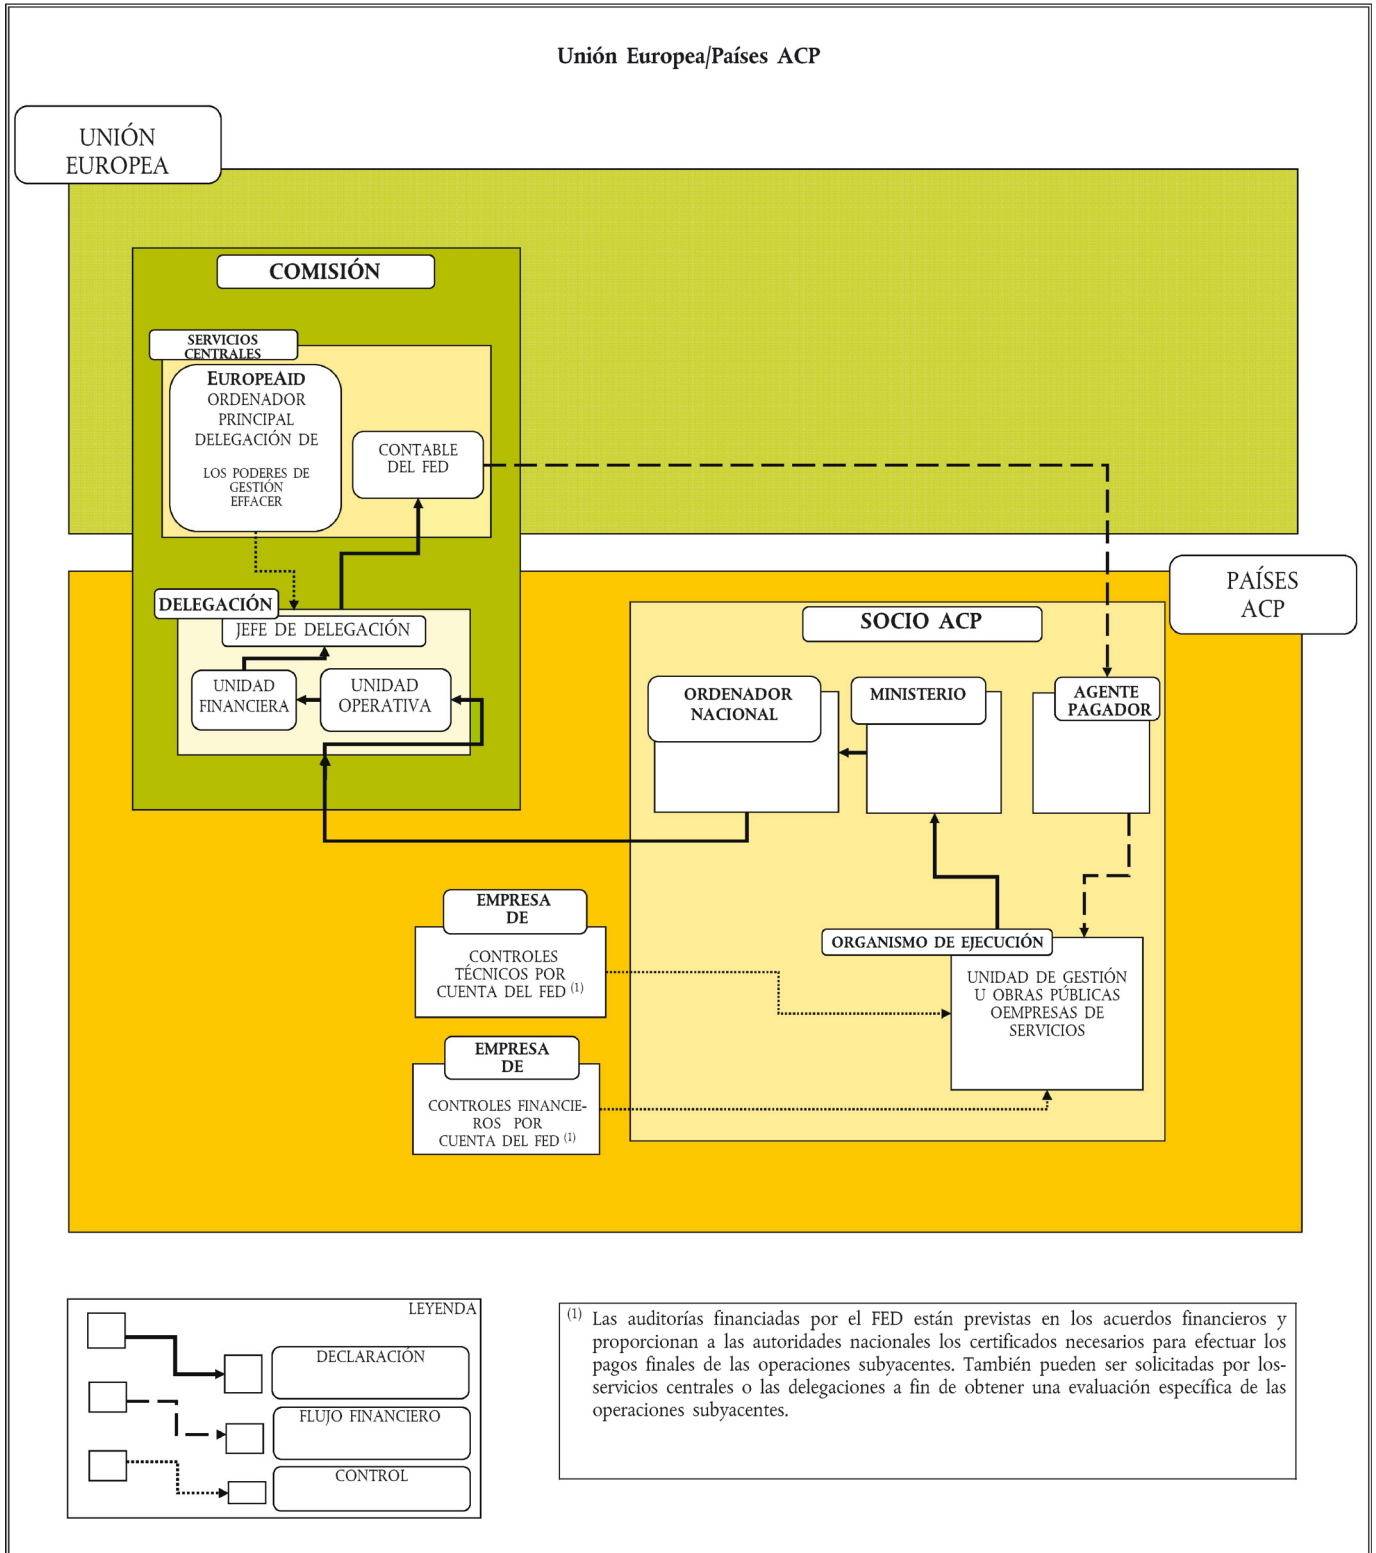 Unión Europea/Países ACP
UNIÓN
EUROPEA
COMISIÓN
SERVICIOS
CENTRALES
EUROPEAID
ORDENADOR
PRINCIPAL
DELEGACIÓN DE
LOS PODERES DE
GESTIÓN
EFFACER
CONTABLE
DEL FED
PAÍSES
ACP
DELEGACIÓN
JEFE DE DELEGACIÓN
UNIDAD
FINANCIERA
UNIDAD
OPERATIVA
SOCIO ACP
ORDENADOR
NACIONAL
MINISTERIO
AGENTE
PAGADOR
EMPRESA
DE
CONTROLES
TÉCNICOS POR
CUENTA DEL FED (1)
ORGANISMO DE EJECUCIÓN
UNIDAD DE GESTIÓN
U OBRAS PÚBLICAS
OEMPRESAS DE
SERVICIOS
EMPRESA
DE
CONTROLES FINANCIE-
ROS POR
CUENTA DEL FED (1)
LEYENDA
DECLARACIÓN
FLUJO FINANCIERO
CONTROL
(1) Las auditorías financiadas por el FED están previstas en los acuerdos financieros y
proporcionan a las autoridades nacionales los certificados necesarios para efectuar los
pagos finales de las operaciones subyacentes. También pueden ser solicitadas por los-
servicios centrales o las delegaciones a fin de obtener una evaluación específica de las
operaciones subyacentes.